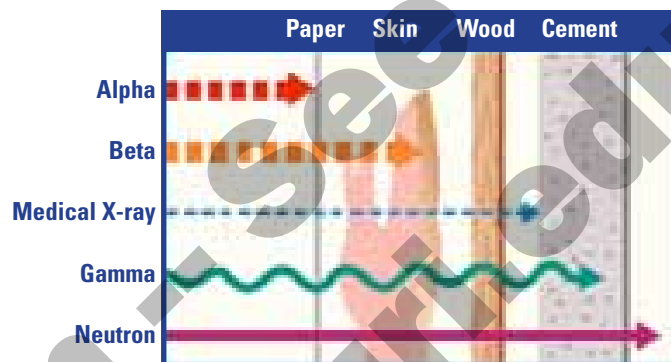 Paper Skin Wood Cement
Alpha
Beta
Medical X-ray
Gamma
Neutron